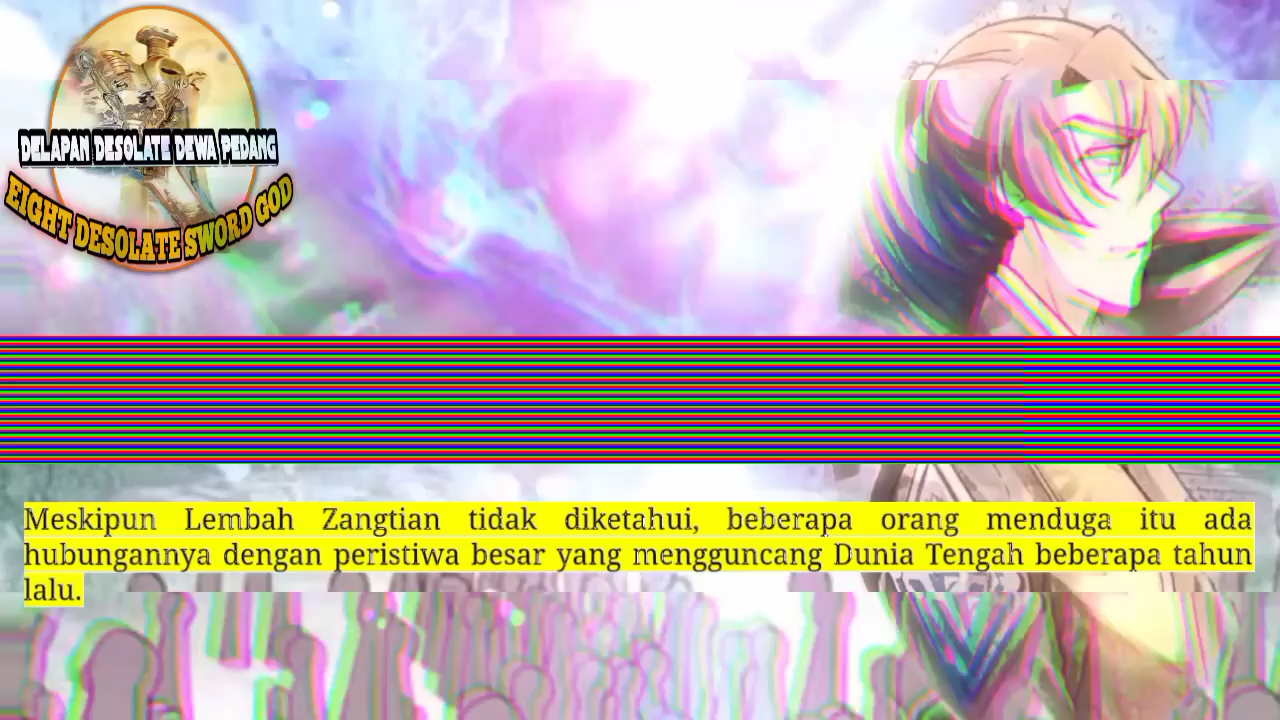 DELAPAN DESOLATE DEWA PEDANG
EIGHT DESOLATE SWORD GOD
Meskipun Lembah Zangtian tidak diketahui, beberapa orang menduga itu ada
hubungannya dengan peristiwa besar yang mengguncang Dunia Tengah beberapa tahun
lalu.